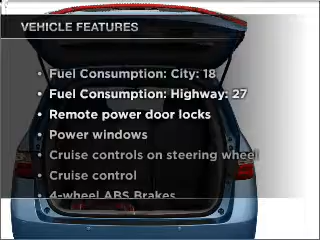 VEHICLE FEATURES
• Fuel Consumption: City: 18
• Fuel Consumption: Highway: 27
• Remote power door locks
• Power windows
• Cruise controls on steering wheel
• Cruise control
• 4-wheel ABS Brakes